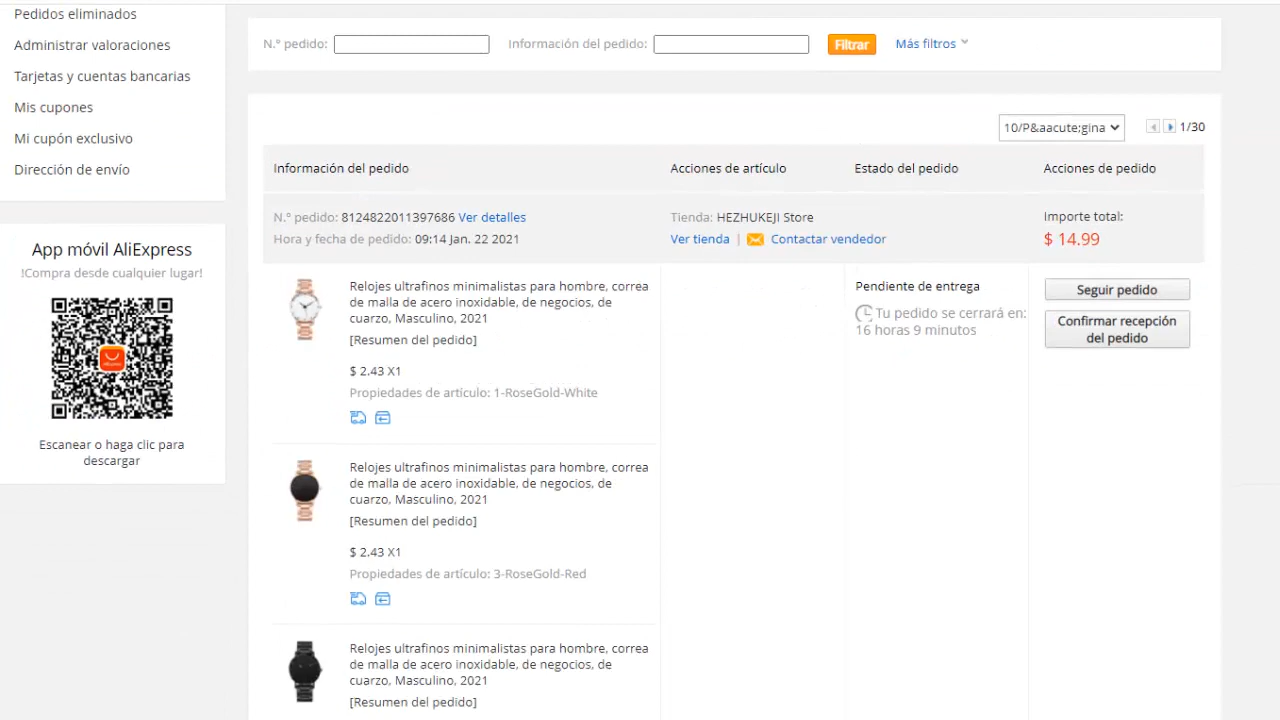 Pedidos eliminados
Administrar valoraciones
Tarjetas y cuentas bancarias
Mis cupones
Mi cupón exclusivo
Dirección de envío
App móvil AliExpress
!Compra desde cualquier lugar!
Escanear o haga clic para
descargar
N.º pedido:
Información del pedido:
Filtrar
Más filtros
10/P&aacute;gina
1/30
Información del pedido
Acciones de artículo
Estado del pedido
Acciones de pedido
N.º pedido: 8124822011397686 Ver detalles
Hora y fecha de pedido: 09:14 Jan. 22 2021
Tienda: HEZHUKEJI Store
Ver tienda | Contactar vendedor
Importe total:
$ 14.99
Relojes ultrafinos minimalistas para hombre, correa
de malla de acero inoxidable, de negocios, de
cuarzo, Masculino, 2021
[Resumen del pedido]
$ 2.43 X1
Propiedades de artículo: 1-RoseGold-White
Pendiente de entrega
Tu pedido se cerrará en:
16 horas 9 minutos
Seguir pedido
Confirmar recepción
del pedido
Relojes ultrafinos minimalistas para hombre, correa
de malla de acero inoxidable, de negocios, de
cuarzo, Masculino, 2021
[Resumen del pedido]
$ 2.43 X1
Propiedades de artículo: 3-RoseGold-Red
Relojes ultrafinos minimalistas para hombre, correa
de malla de acero inoxidable, de negocios, de
cuarzo, Masculino, 2021
[Resumen del pedido]